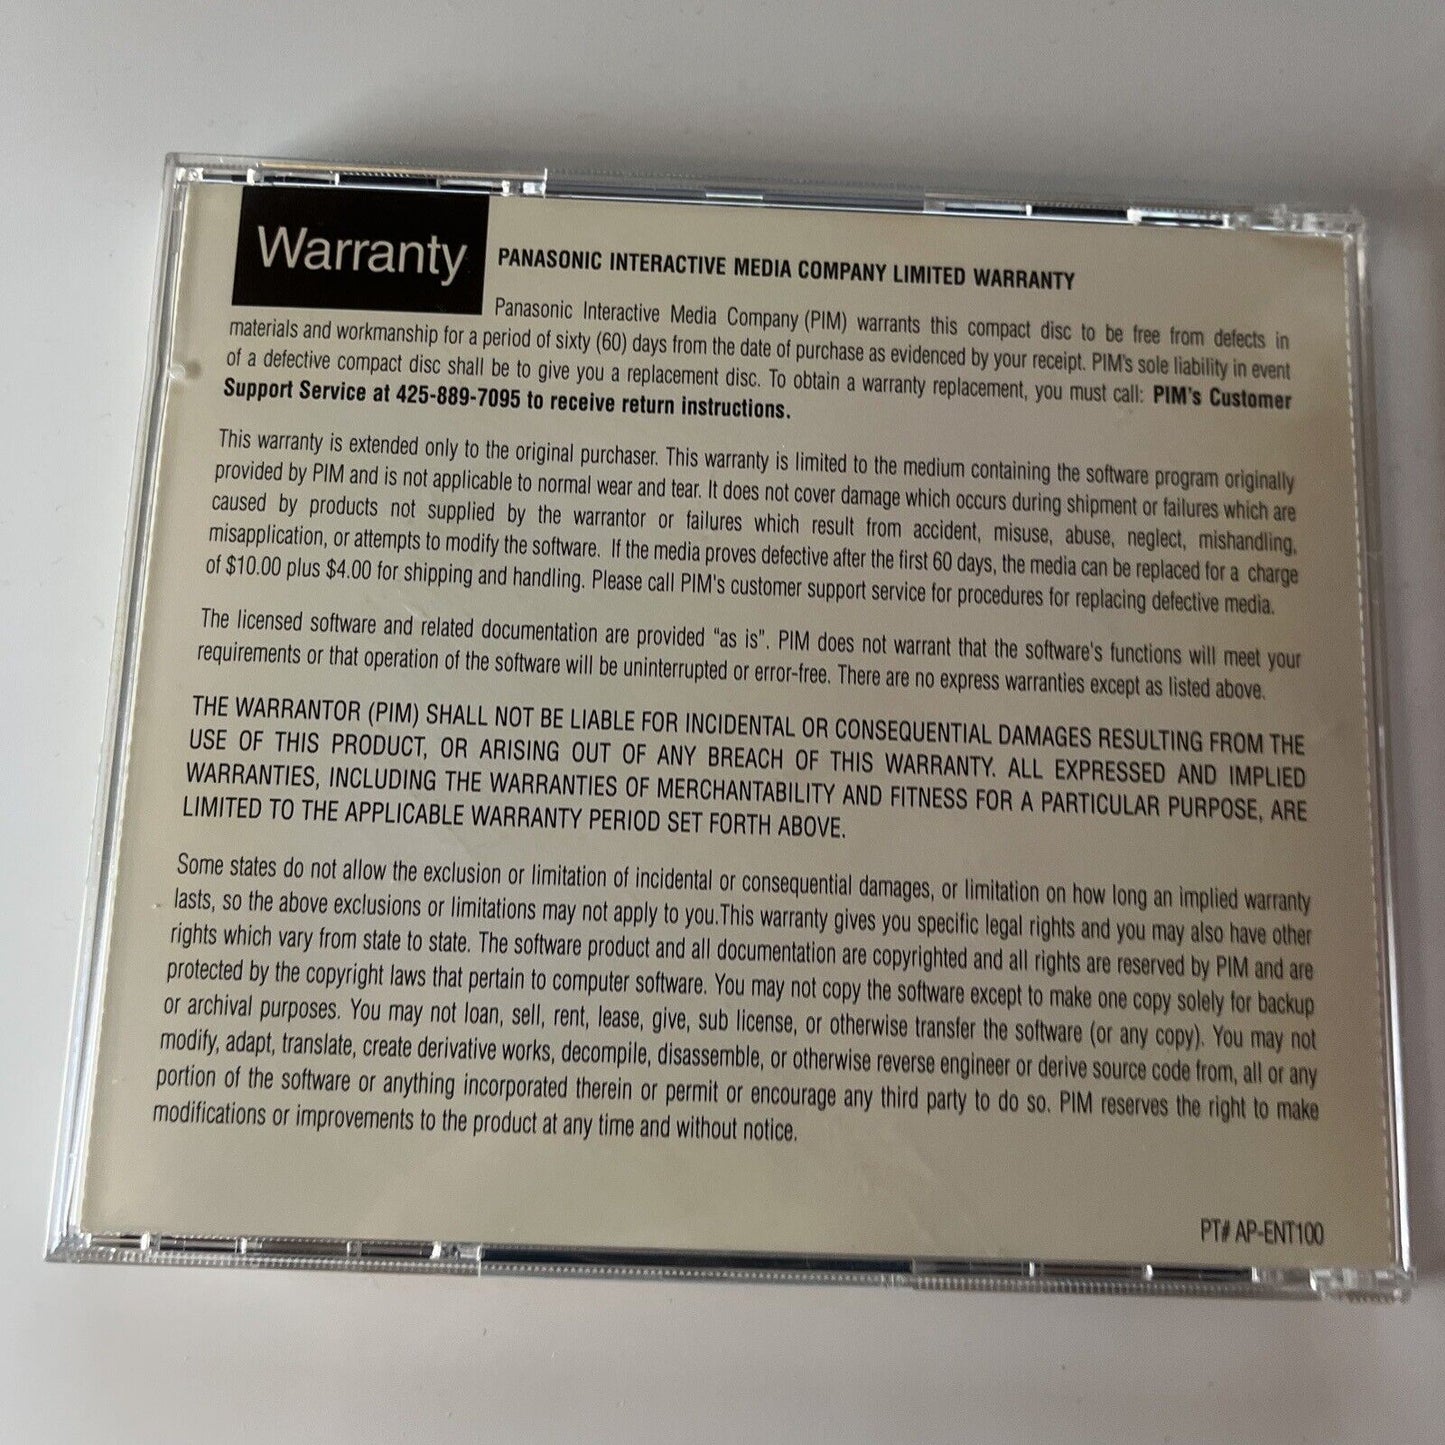 Warranty
PANASONIC INTERACTIVE MEDIA COMPANY LIMITED WARRANTY
Panasonic Interactive Media Company (PIM) warrants this compact disc to be free from defects in
materials and workmanship for a period of sixty (60) days from the date of purchase as evidenced by your receipt. PIM's sole liability in event
of a defective compact disc shall be to give you a replacement disc. To obtain a warranty replacement, you must call: PIM's Customer
Support Service at 425-889-7095 to receive return instructions.
This warranty is extended only to the original purchaser. This warranty is limited to the medium containing the software program originally
provided by PIM and is not applicable to normal wear and tear. It does not cover damage which occurs during shipment or failures which are
caused by products not supplied by the warrantor or failures which result from accident, misuse, abuse, neglect, mishandling,
misapplication, or attempts to modify the software. If the media proves defective after the first 60 days, the media can be replaced for a charge
of $10.00 plus $4.00 for shipping and handling. Please call PIM's customer support service for procedures for replacing defective media.
The licensed software and related documentation are provided "as is". PIM does not warrant that the software's functions will meet your
requirements or that operation of the software will be uninterrupted or error-free. There are no express warranties except as listed above.
THE WARRANTOR (PIM) SHALL NOT BE LIABLE FOR INCIDENTAL OR CONSEQUENTIAL DAMAGES RESULTING FROM THE
USE OF THIS PRODUCT, OR ARISING OUT OF ANY BREACH OF THIS WARRANTY. ALL EXPRESSED AND IMPLIED
WARRANTIES, INCLUDING THE WARRANTIES OF MERCHANTABILITY AND FITNESS FOR A PARTICULAR PURPOSE, ARE
LIMITED TO THE APPLICABLE WARRANTY PERIOD SET FORTH ABOVE.
Some states do not allow the exclusion or limitation of incidental or consequential damages, or limitation on how long an implied warranty
lasts, so the above exclusions or limitations may not apply to you.This warranty gives you specific legal rights and you may also have other
rights which vary from state to state. The software product and all documentation are copyrighted and all rights are reserved by PIM and are
protected by the copyright laws that pertain to computer software. You may not copy the software except to make one copy solely for backup
or archival purposes. You may not loan, sell, rent, lease, give, sub license, or otherwise transfer the software (or any copy). You may not
modify, adapt, translate, create derivative works, decompile, disassemble, or otherwise reverse engineer or derive source code from, all or any
portion of the software or anything incorporated therein or permit or encourage any third party to do so. PIM reserves the right to make
modifications or improvements to the product at any time and without notice.
PT# AP-ENT100